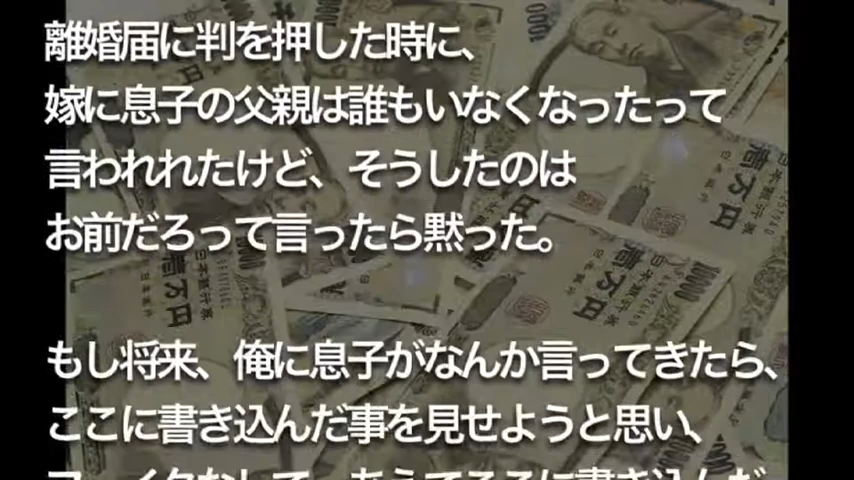 離婚届に判を押した時に、
嫁に息子の父親は誰もいなくなったって
言われれたけど、そうしたのは
お前だろって言ったら黙った。
もし将来、俺に息子がなんか言ってきたら、
ここに書き込んだ事を見せようと思い、